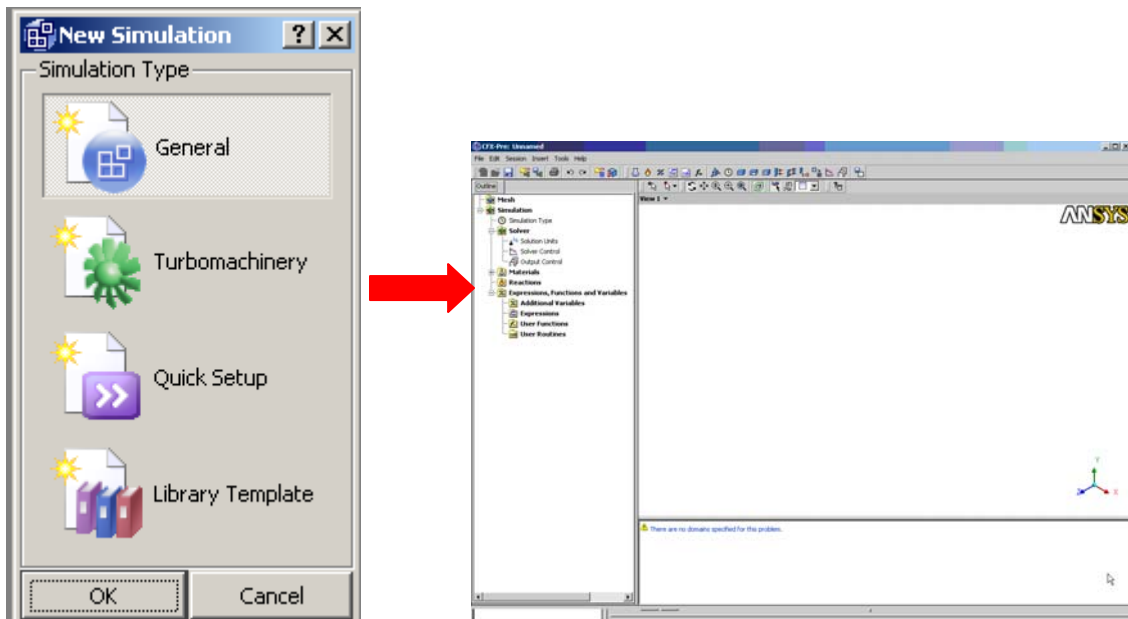 New Simulation
Simulation Type
General
Turbomachinery
Quick Setup
Library Template
OK Cancel
CFX-Pre: Unnamed
File Edit Session Insert Tools Help
Outline
View 1
Mesh
Simulation
Simulation Type
Solver
Solution Units
Solver Control
Output Control
Materials
Reactions
Expressions, Functions and Variables
Additional Variables
Expressions
User Functions
User Routines
ANSYS
Y
Z X
There are no domains specified for this problem.